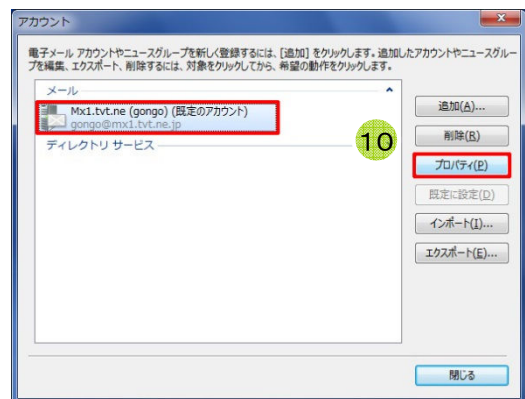 アカウント
電子メール アカウントやニュースグループを新しく登録するには、[追加] をクリックします。追加したアカウントやニュースグルー
プを編集、エクスポート、削除するには、対象をクリックしてから、希望の動作をクリックします。
メール
Mx1.tvt.ne (gongo) (既定のアカウント)
gongo@mx1.tvt.ne.jp
ディレクトリ サービス
10
追加(A)...
削除(R)
プロパティ(P)
既定に設定(D)
インポート(I)...
エクスポート(E)...
閉じる